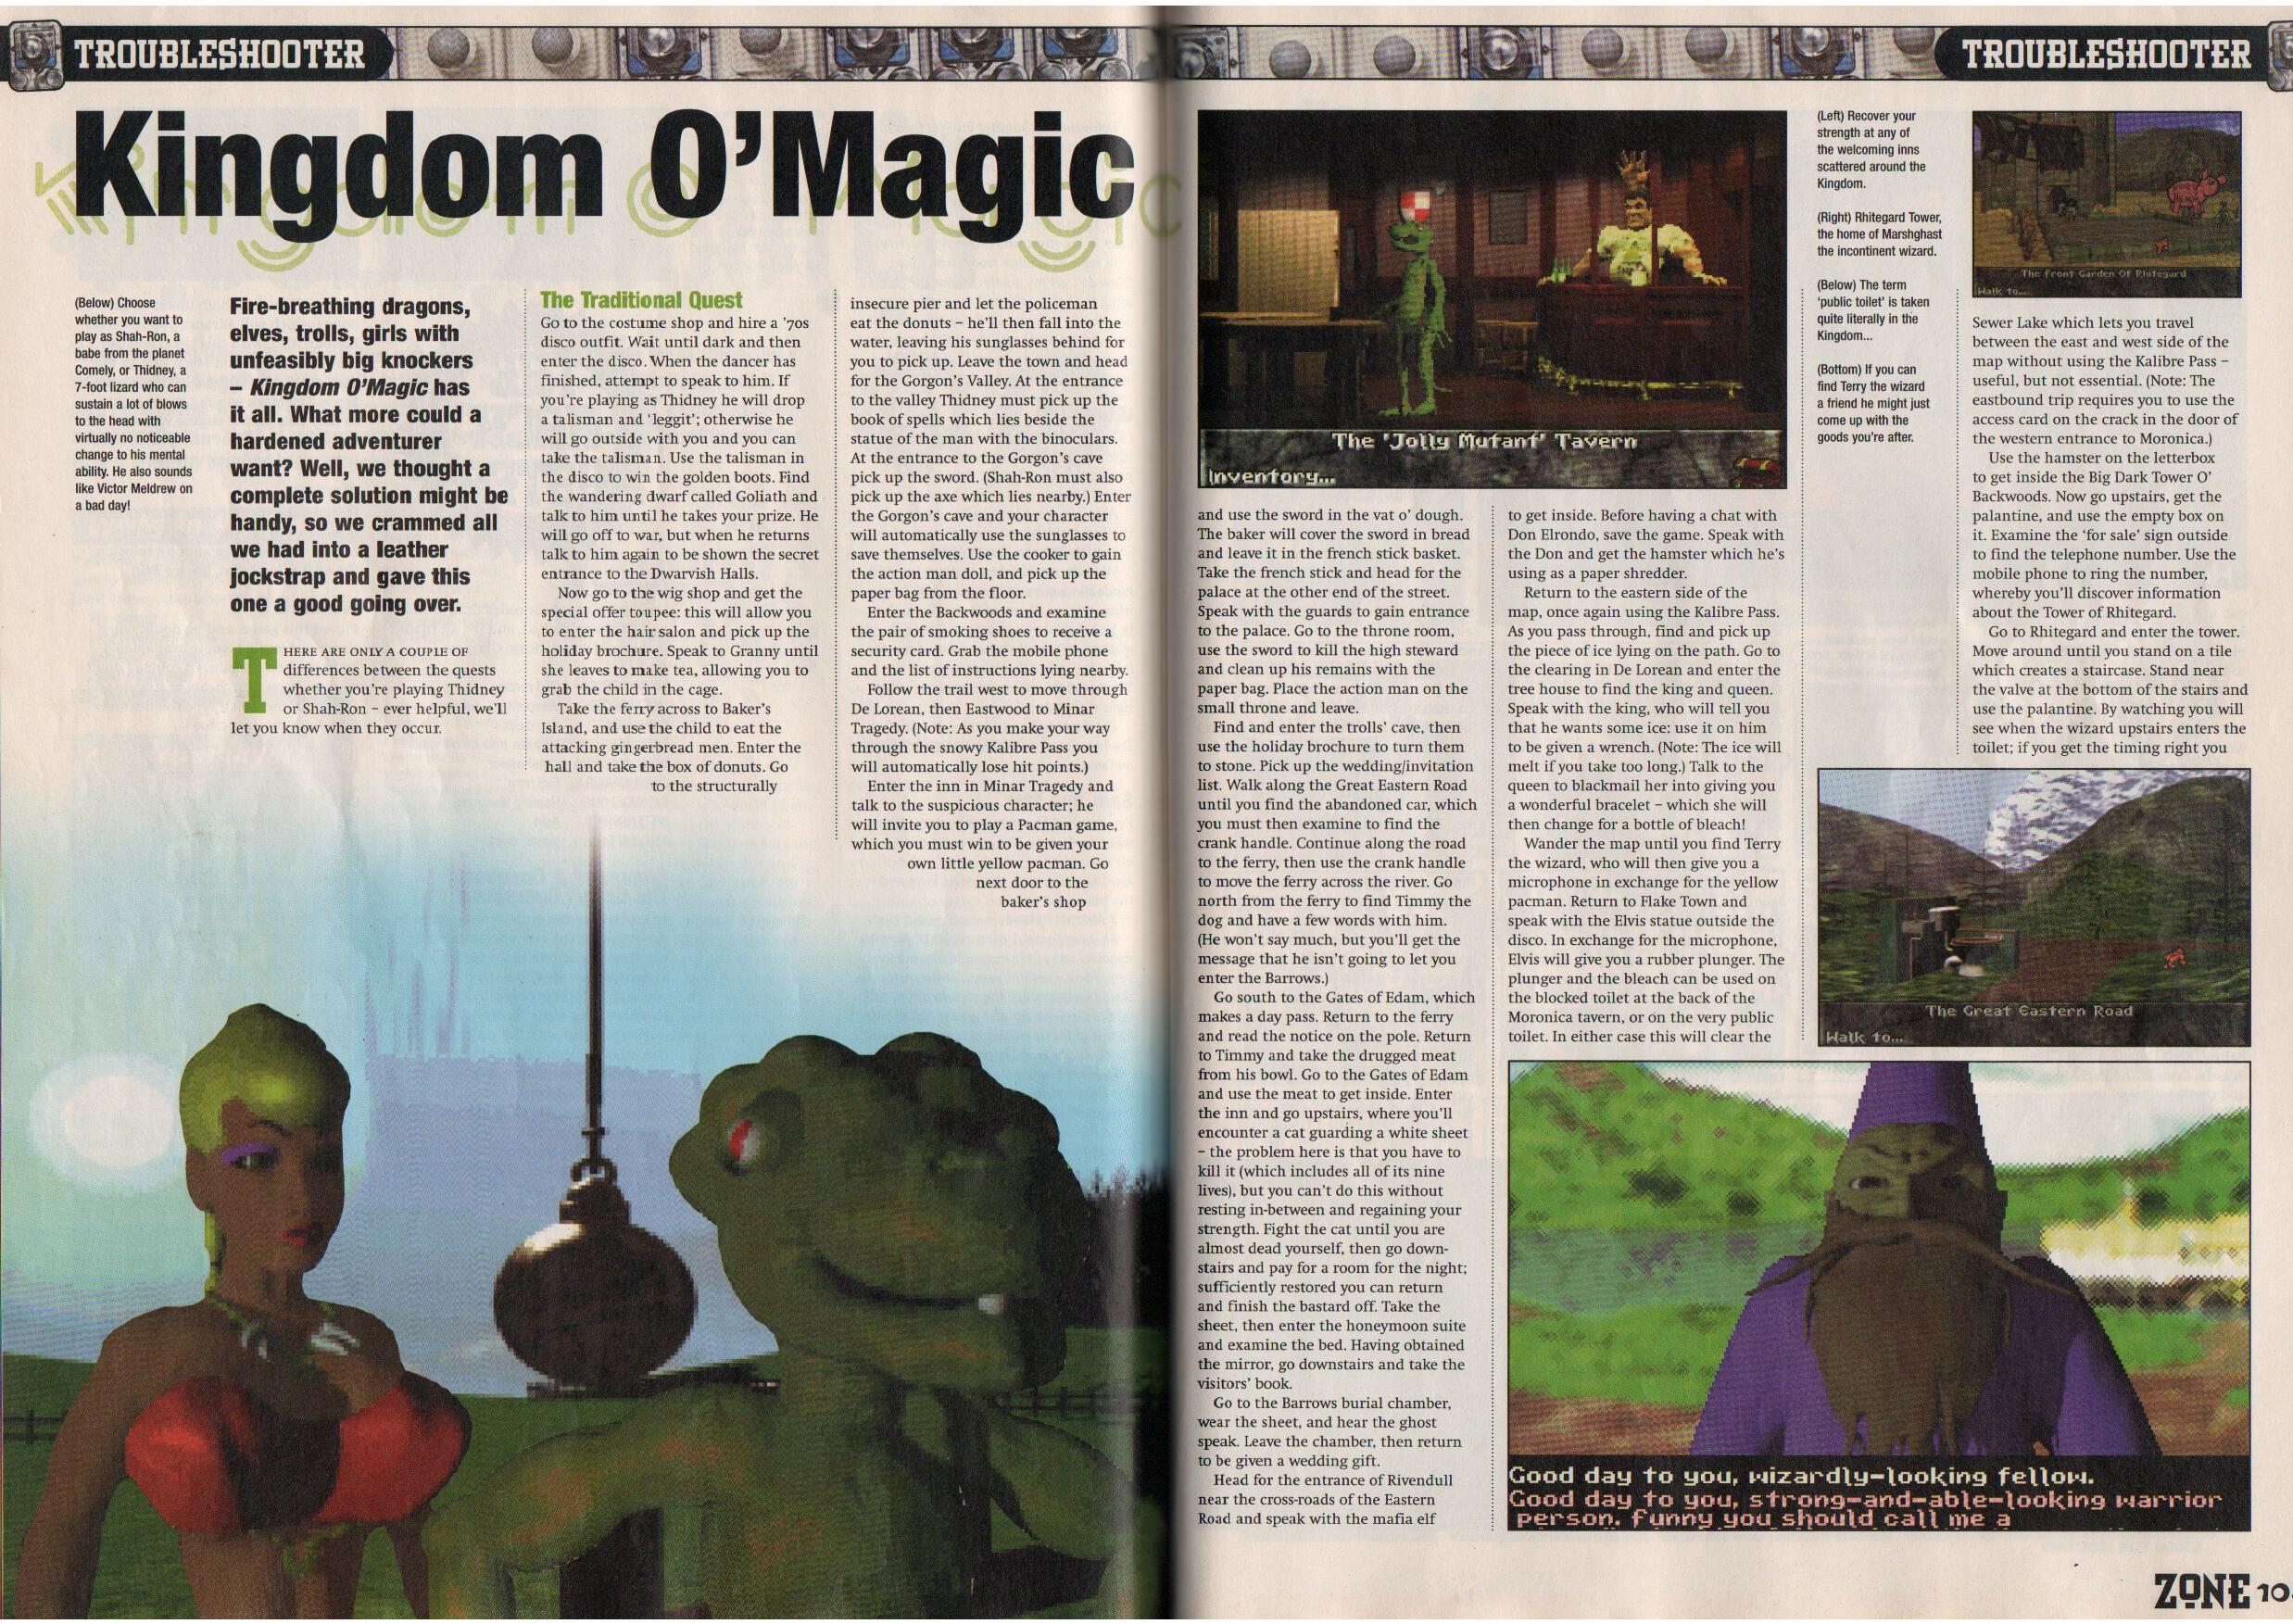 TROUBLESHOOTER
TROUBLESHOOTER
Kingdom O'Magic
(Below) Choose
whether you want to
play as Shah-Ron, a
babe from the planet
Comely, or Thidney, a
7-foot lizard who can
sustain a lot of blows
to the head with
virtually no noticeable
change to his mental
ability. He also sounds
like Victor Meldrew on
a bad day!
Fire-breathing dragons,
elves, trolls, girls with
unfeasibly big knockers
– Kingdom O'Magic has
it all. What more could a
hardened adventurer
want? Well, we thought a
complete solution might be
handy, so we crammed all
we had into a leather
jockstrap and gave this
one a good going over.
THERE ARE ONLY A COUPLE OF
differences between the quests
whether you're playing Thidney
or Shah-Ron – ever helpful, we'll
let you know when they occur.
The Traditional Quest
Go to the costume shop and hire a '70s
disco outfit. Wait until dark and then
enter the disco. When the dancer has
finished, attempt to speak to him. If
you're playing as Thidney he will drop
a talisman and 'leggit'; otherwise he
will go outside with you and you can
take the talisman. Use the talisman in
the disco to win the golden boots. Find
the wandering dwarf called Goliath and
talk to him until he takes your prize. He
will go off to war, but when he returns
talk to him again to be shown the secret
entrance to the Dwarvish Halls.
Now go to the wig shop and get the
special offer toupee: this will allow you
to enter the hair salon and pick up the
holiday brochure. Speak to Granny until
she leaves to make tea, allowing you to
grab the child in the cage.
Take the ferry across to Baker's
Island, and use the child to eat the
attacking gingerbread men. Enter the
hall and take the box of donuts. Go
to the structurally
insecure pier and let the policeman
eat the donuts – he'll then fall into the
water, leaving his sunglasses behind for
you to pick up. Leave the town and head
for the Gorgon's Valley. At the entrance
to the valley Thidney must pick up the
book of spells which lies beside the
statue of the man with the binoculars.
At the entrance to the Gorgon's cave
pick up the sword. (Shah-Ron must also
pick up the axe which lies nearby.) Enter
the Gorgon's cave and your character
will automatically use the sunglasses to
save themselves. Use the cooker to gain
the action man doll, and pick up the
paper bag from the floor.
Enter the Backwoods and examine
the pair of smoking shoes to receive a
security card. Grab the mobile phone
and the list of instructions lying nearby.
Follow the trail west to move through
De Lorean, then Eastwood to Minar
Tragedy. (Note: As you make your way
through the snowy Kalibre Pass you
will automatically lose hit points.)
Enter the inn in Minar Tragedy and
talk to the suspicious character; he
will invite you to play a Pacman game,
which you must win to be given your
own little yellow pacman. Go
next door to the
baker's shop
The 'Jolly Mutant' Tavern
Inventory...
and use the sword in the vat o' dough.
The baker will cover the sword in bread
and leave it in the french stick basket.
Take the french stick and head for the
palace at the other end of the street.
Speak with the guards to gain entrance
to the palace. Go to the throne room,
use the sword to kill the high steward
and clean up his remains with the
paper bag. Place the action man on the
small throne and leave.
Find and enter the trolls' cave, then
use the holiday brochure to turn them
to stone. Pick up the wedding/invitation
list. Walk along the Great Eastern Road
until you find the abandoned car, which
you must then examine to find the
crank handle. Continue along the road
to the ferry, then use the crank handle
to move the ferry across the river. Go
north from the ferry to find Timmy the
dog and have a few words with him.
(He won't say much, but you'll get the
message that he isn't going to let you
enter the Barrows.)
Go south to the Gates of Edam, which
makes a day pass. Return to the ferry
and read the notice on the pole. Return
to Timmy and take the drugged meat
from his bowl. Go to the Gates of Edam
and use the meat to get inside. Enter
the inn and go upstairs, where you'll
encounter a cat guarding a white sheet
– the problem here is that you have to
kill it (which includes all of its nine
lives), but you can't do this without
resting in-between and regaining your
strength. Fight the cat until you are
almost dead yourself, then go down-
stairs and pay for a room for the night;
sufficiently restored you can return
and finish the bastard off. Take the
sheet, then enter the honeymoon suite
and examine the bed. Having obtained
the mirror, go downstairs and take the
visitors' book.
Go to the Barrows burial chamber,
wear the sheet, and hear the ghost
speak. Leave the chamber, then return
to be given a wedding gift.
Head for the entrance of Rivendull
near the cross-roads of the Eastern
Road and speak with the mafia elf
to get inside. Before having a chat with
Don Elrondo, save the game. Speak with
the Don and get the hamster which he's
using as a paper shredder.
Return to the eastern side of the
map, once again using the Kalibre Pass.
As you pass through, find and pick up
the piece of ice lying on the path. Go to
the clearing in De Lorean and enter the
tree house to find the king and queen.
Speak with the king, who will tell you
that he wants some ice: use it on him
to be given a wrench. (Note: The ice will
melt if you take too long.) Talk to the
queen to blackmail her into giving you
a wonderful bracelet – which she will
then change for a bottle of bleach!
Wander the map until you find Terry
the wizard, who will then give you a
microphone in exchange for the yellow
pacman. Return to Flake Town and
speak with the Elvis statue outside the
disco. In exchange for the microphone,
Elvis will give you a rubber plunger. The
plunger and the bleach can be used on
the blocked toilet at the back of the
Moronica tavern, or on the very public
toilet. In either case this will clear the
(Left) Recover your
strength at any of
the welcoming inns
scattered around the
Kingdom.
(Right) Rhitegard Tower,
the home of Marshghast
the incontinent wizard.
(Below) The term
'public toilet' is taken
quite literally in the
Kingdom...
(Bottom) If you can
find Terry the wizard
a friend he might just
come up with the
goods you're after.
The Front Garden Of Rhitegard
Walk to...
Sewer Lake which lets you travel
between the east and west side of the
map without using the Kalibre Pass –
useful, but not essential. (Note: The
eastbound trip requires you to use the
access card on the crack in the door of
the western entrance to Moronica.)
Use the hamster on the letterbox
to get inside the Big Dark Tower O'
Backwoods. Now go upstairs, get the
palantine, and use the empty box on
it. Examine the 'for sale' sign outside
to find the telephone number. Use the
mobile phone to ring the number,
whereby you'll discover information
about the Tower of Rhitegard.
Go to Rhitegard and enter the tower.
Move around until you stand on a tile
which creates a staircase. Stand near
the valve at the bottom of the stairs and
use the palantine. By watching you will
see when the wizard upstairs enters the
toilet; if you get the timing right you
The Great Eastern Road
Walk to...
Good day to you, wizardly-looking fellow.
Good day to you, strong-and-able-looking warrior
person. funny you should call me a
ZONE 10